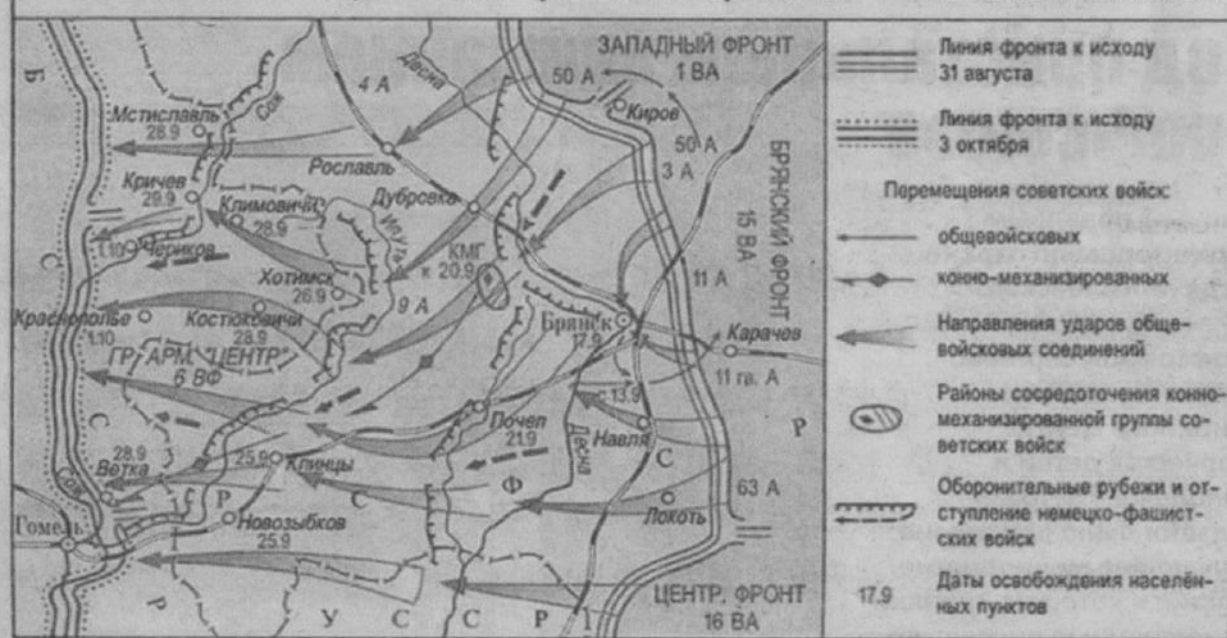 ЗАПАДНЫЙ ФРОНТ
1 ВА
Десна
50 А
4 А
Киров
Сож
Мстиславль
28.9
50 А
Рославль
3 А
БРЯНСКИЙ ФРОНТ
15 ВА
Кричев
29.9
Климовичи
28.9
Дубровка
Ипуть
КМГ
к 20.9
1.10
Чериков
Хотимск
26.9
9 А
11 А
Краснополье
1.10
Костюковичи
28.9
Брянск
17.9
Карачев
ГР. АРМ. "ЦЕНТР"
6 ВФ
11 гв. А
с 13.9
Почеп
21.9
Навля
Десна
28.9
Ветка
25.9
Клинцы
Сож
63 А
Локоть
Гомель
Новозыбков
25.9
Б
С
С
Р
Р
С
Ф
С
Р
У С С Р
ЦЕНТР. ФРОНТ
16 ВА
Линия фронта к исходу
31 августа
Линия фронта к исходу
3 октября
Перемещения советских войск:
общевойсковых
конно-механизированных
Направления ударов обще-
войсковых соединений
Районы сосредоточения конно-
механизированной группы со-
ветских войск
Оборонительные рубежи и от-
ступление немецко-фашист-
ских войск
17.9
Даты освобождения населён-
ных пунктов